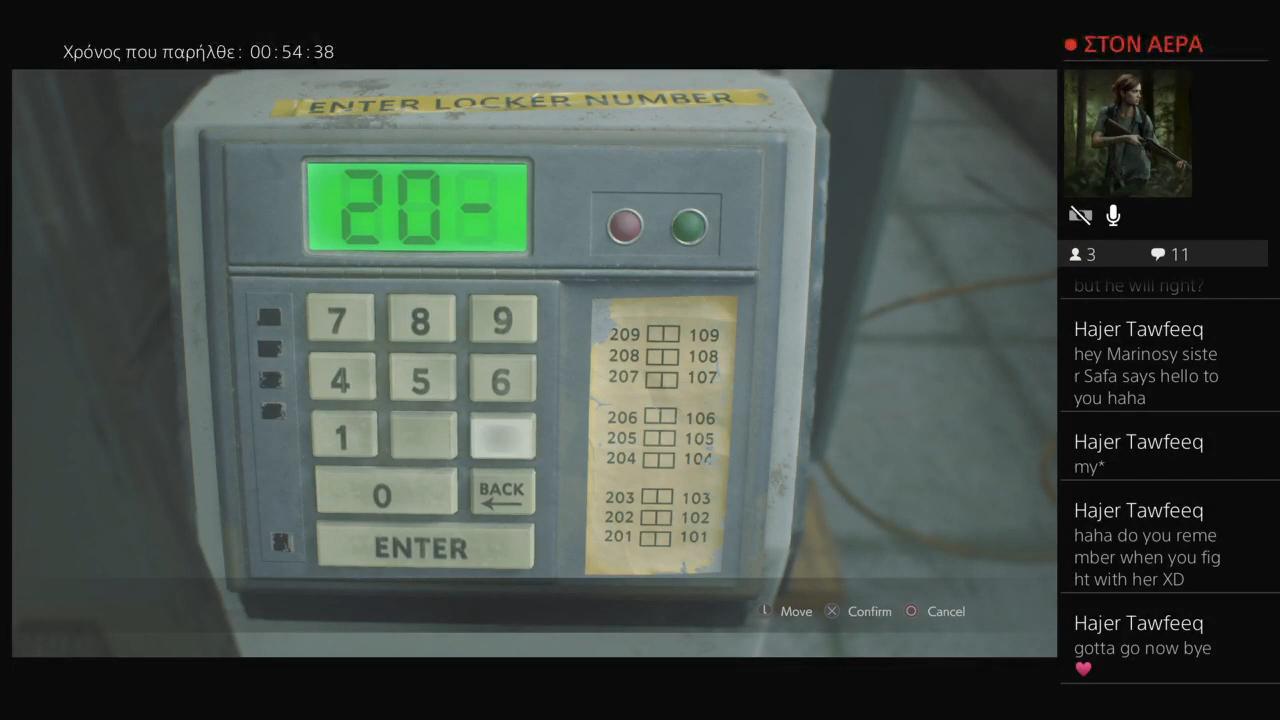 Χρόνος που παρήλθε: 00:54:38
ΣΤΟΝ ΑΕΡΑ
ENTER LOCKER NUMBER
20-
7 8 9
4 5 6
1
0 BACK
ENTER
209 109
208 108
207 107
206 106
205 105
204 104
203 103
202 102
201 101
Move Confirm Cancel
3 11
but he will right?
Hajer Tawfeeq
hey Marinosy siste
r Safa says hello to
you haha
Hajer Tawfeeq
my*
Hajer Tawfeeq
haha do you reme
mber when you fig
ht with her XD
Hajer Tawfeeq
gotta go now bye
💗